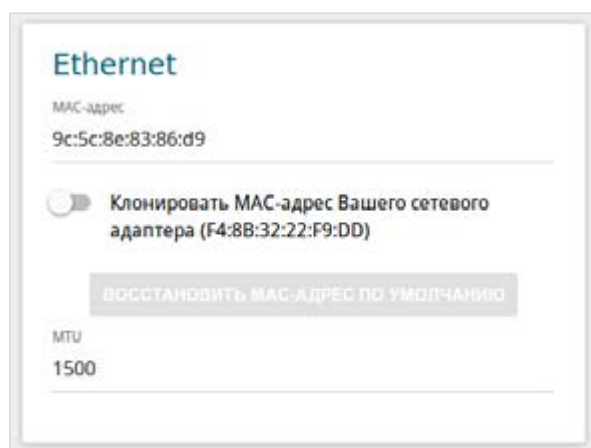 Ethernet
MAC-адрес
9c:5c:8e:83:86:d9
Клонировать MAC-адрес Вашего сетевого
адаптера (F4:8B:32:22:F9:DD)
ВОССТАНОВИТЬ MAC-АДРЕС ПО УМОЛЧАНИЮ
MTU
1500